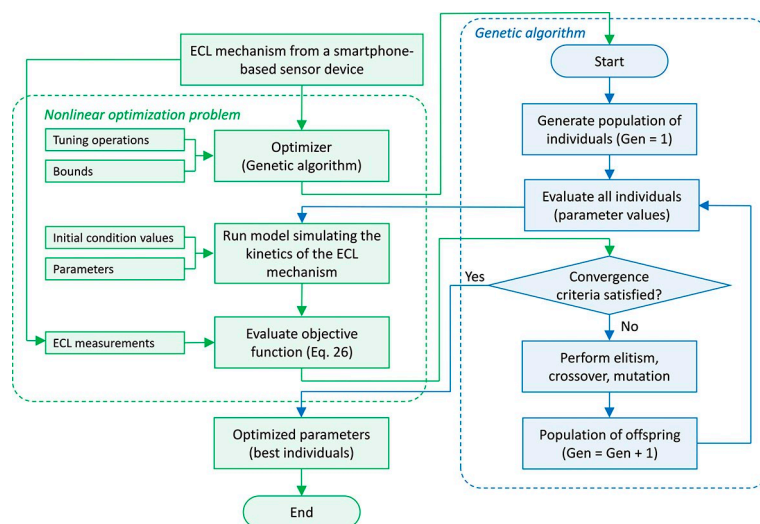 ECL mechanism from a smartphone-
based sensor device
Nonlinear optimization problem
Tuning operations
Bounds
Optimizer
(Genetic algorithm)
Initial condition values
Parameters
Run model simulating the
kinetics of the ECL
mechanism
ECL measurements
Evaluate objective
function (Eq. 26)
Optimized parameters
(best individuals)
End
Genetic algorithm
Start
Generate population of
individuals (Gen = 1)
Evaluate all individuals
(parameter values)
Yes
Convergence
criteria satisfied?
No
Perform elitism,
crossover, mutation
Population of offspring
(Gen = Gen + 1)